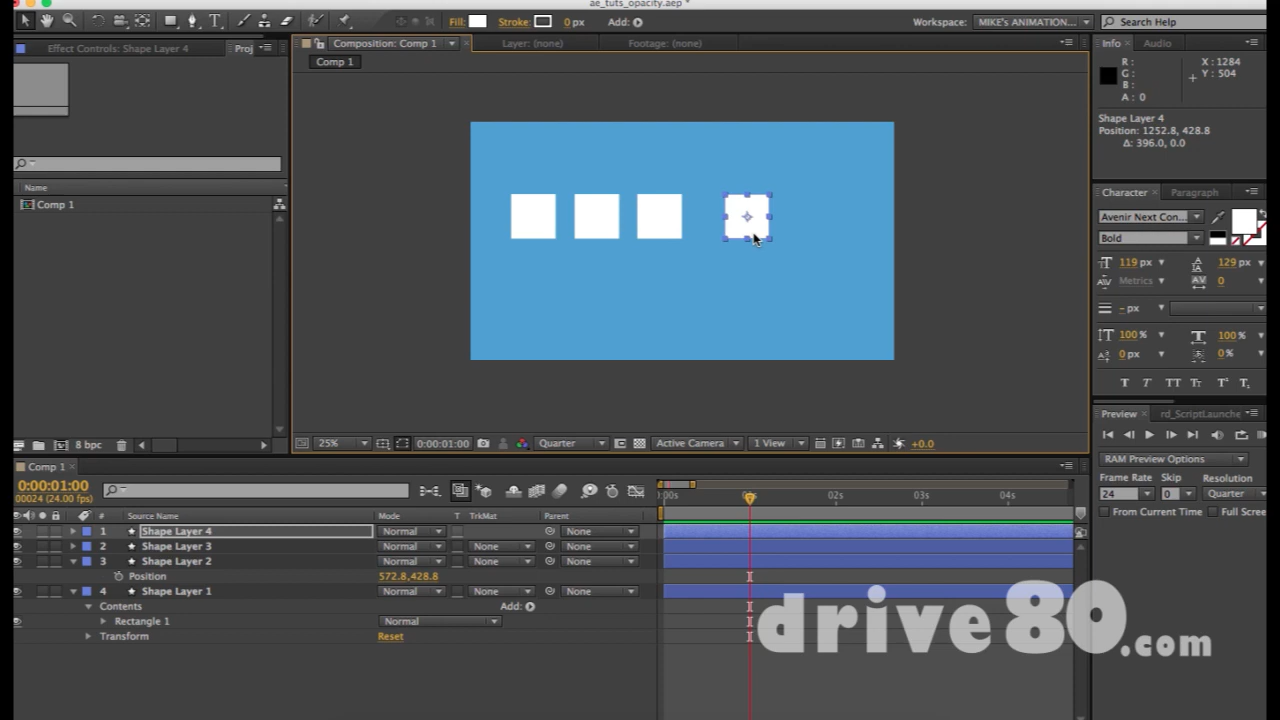 ae_tuts_opacity.aep *
Fill: Stroke: 0 px Add:
Workspace: MIKE'S ANIMATION... Search Help
Effect Controls: Shape Layer 4 Proj
Composition: Comp 1 Layer: (none) Footage: (none)
Info Audio
Comp 1
R: X: 1284
G: Y: 504
B:
A: 0
Shape Layer 4
Position: 1252.8, 428.8
Δ: 396.0, 0.0
Name
Comp 1
Character Paragraph
Avenir Next Con...
Bold
119 px 129 px
Metrics 0
- px
100 % 100 %
0 px 0 %
T T TT Tt T' T,
8 bpc
25% 0:00:01:00 Quarter Active Camera 1 View +0.0
Preview rd_ScriptLaunche
RAM Preview Options
Frame Rate Skip Resolution
24 0 Quarter
From Current Time Full Scree
Comp 1
0:00:01:00
00024 (24.00 fps)
:00s 02s 03s 04s
# Source Name Mode T TrkMat Parent
1 Shape Layer 4 Normal None
2 Shape Layer 3 Normal None None
3 Shape Layer 2 Normal None None
Position 572.8,428.8
4 Shape Layer 1 Normal None None
Contents Add:
Rectangle 1 Normal
Transform Reset
drive80.com